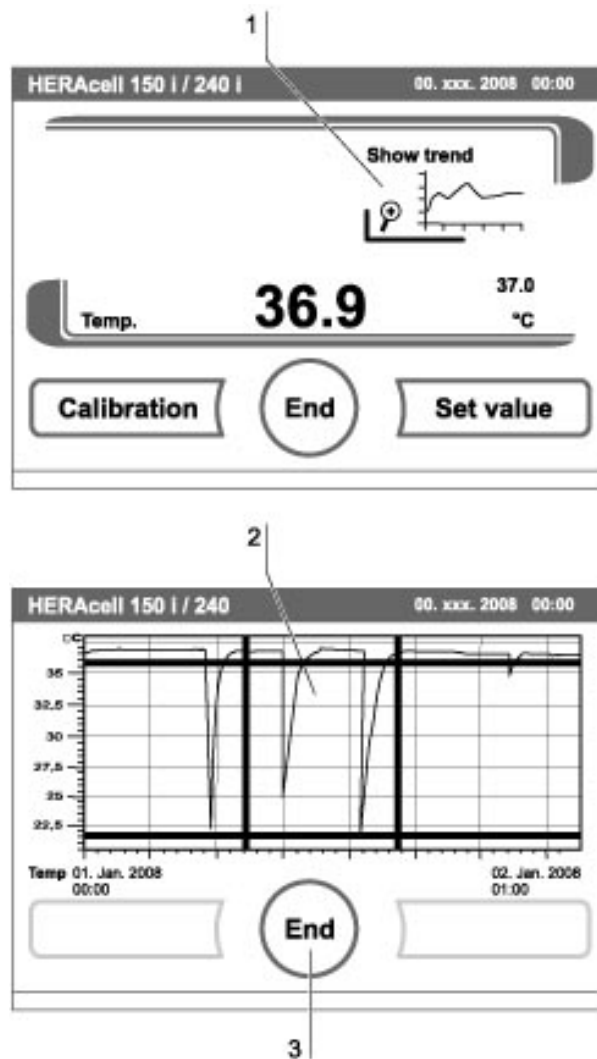 1
HERAcell 150 i / 240 i 00. xxx. 2008 00:00
Show trend
37.0
Temp. 36.9 °C
Calibration End Set value
2
HERAcell 150 i / 240 00. xxx. 2008 00:00
°C
35
32,5
30
27,5
25
22,5
Temp 01. Jan. 2008 02. Jan. 2008
00:00 01:00
End
3